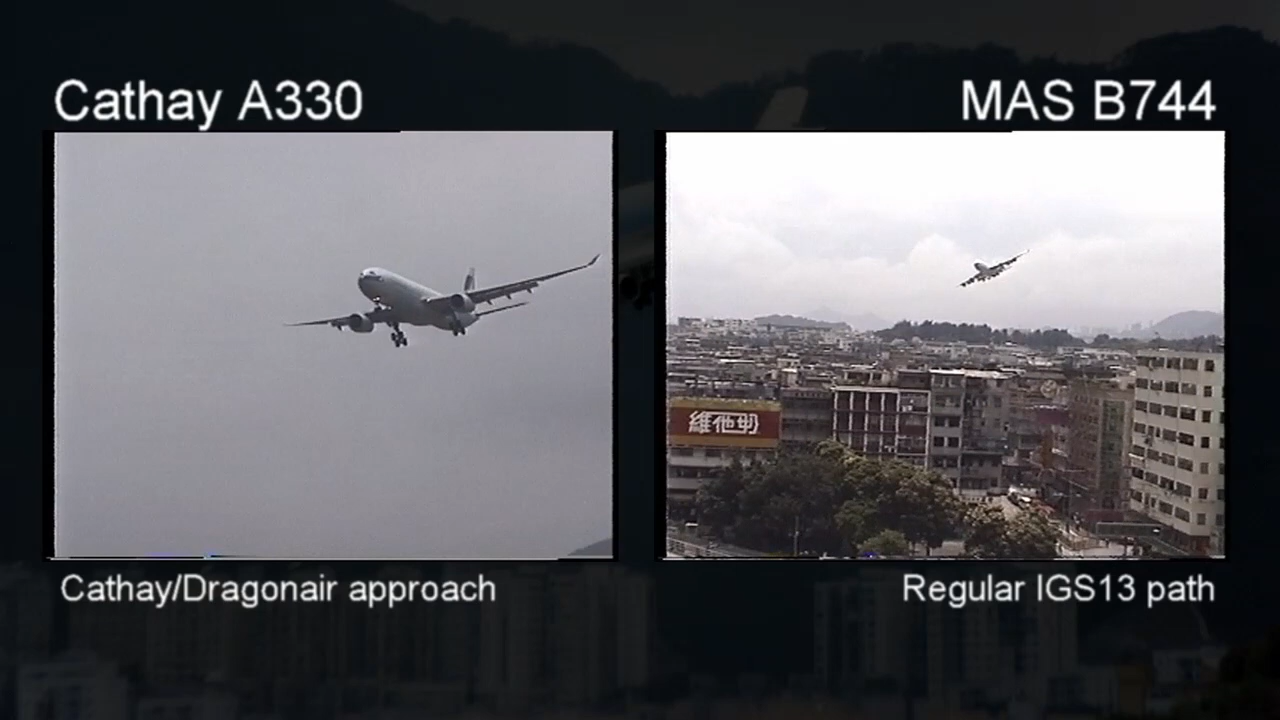 Cathay A330
MAS B744
維他奶
Cathay/Dragonair approach
Regular IGS13 path